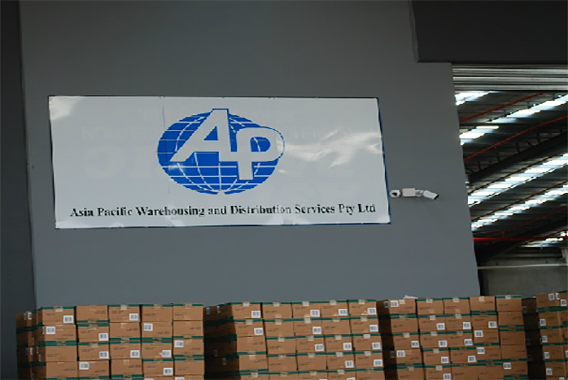 Ap
Asia Pacific Warehousing and Distribution Services Pty Ltd